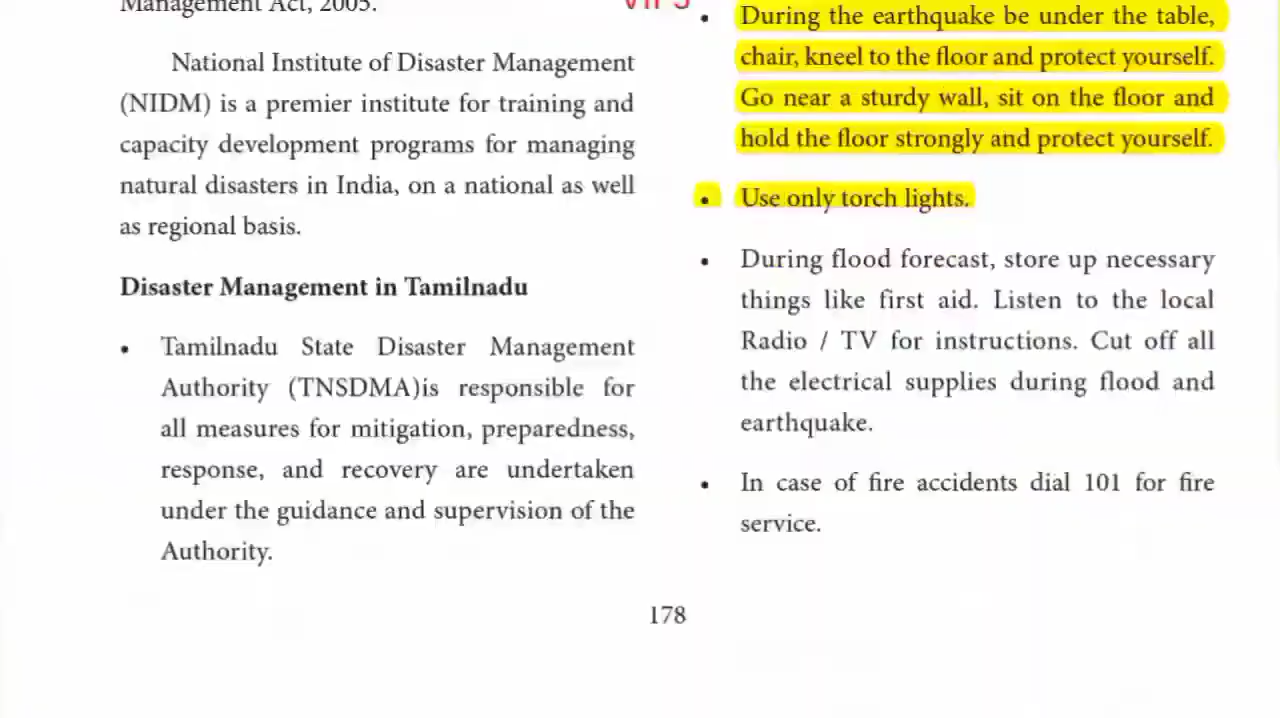 Management Act, 2005.
National Institute of Disaster Management
(NIDM) is a premier institute for training and
capacity development programs for managing
natural disasters in India, on a national as well
as regional basis.
Disaster Management in Tamilnadu
• Tamilnadu State Disaster Management
Authority (TNSDMA)is responsible for
all measures for mitigation, preparedness,
response, and recovery are undertaken
under the guidance and supervision of the
Authority.
• During the earthquake be under the table,
chair, kneel to the floor and protect yourself.
Go near a sturdy wall, sit on the floor and
hold the floor strongly and protect yourself.
• Use only torch lights.
• During flood forecast, store up necessary
things like first aid. Listen to the local
Radio / TV for instructions. Cut off all
the electrical supplies during flood and
earthquake.
• In case of fire accidents dial 101 for fire
service.
178